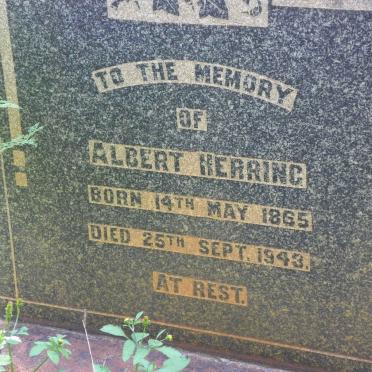 TO THE MEMORY
OF
ALBERT HERRING
BORN 14TH MAY 1865
DIED 25TH SEPT. 1943.
AT REST.